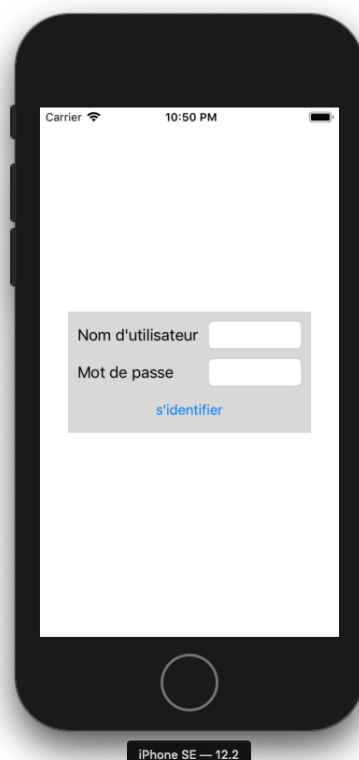 Carrier 10:50 PM
Nom d'utilisateur
Mot de passe
s'identifier
iPhone SE — 12.2